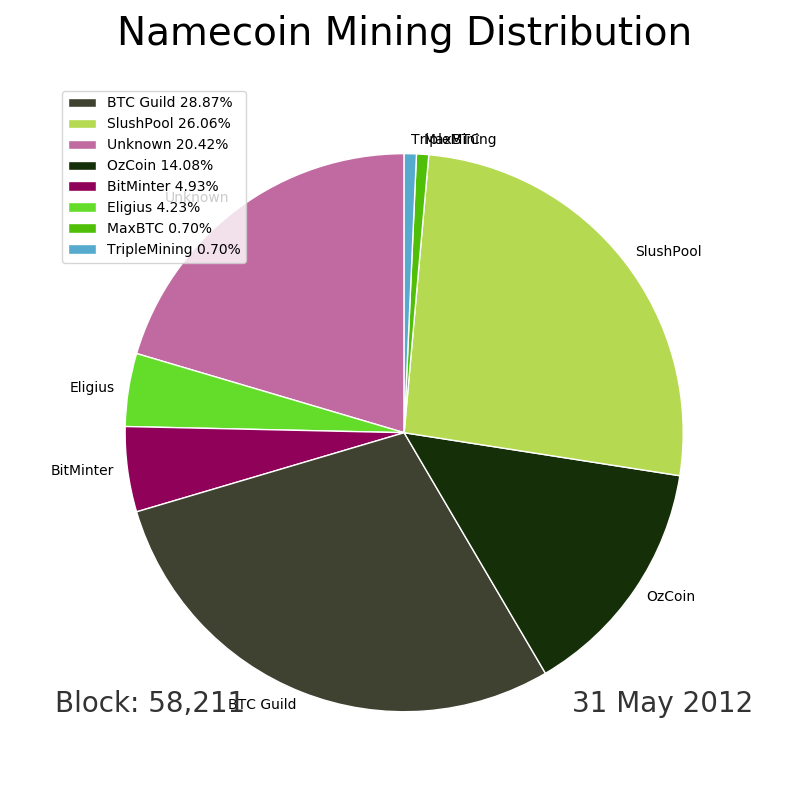 Namecoin Mining Distribution
BTC Guild 28.87%
SlushPool 26.06%
Unknown 20.42%
OzCoin 14.08%
BitMinter 4.93%
Eligius 4.23%
MaxBTC 0.70%
TripleMining 0.70%
TripleMining
MaxBTC
Unknown
SlushPool
Eligius
BitMinter
OzCoin
BTC Guild
Block: 58,211
31 May 2012